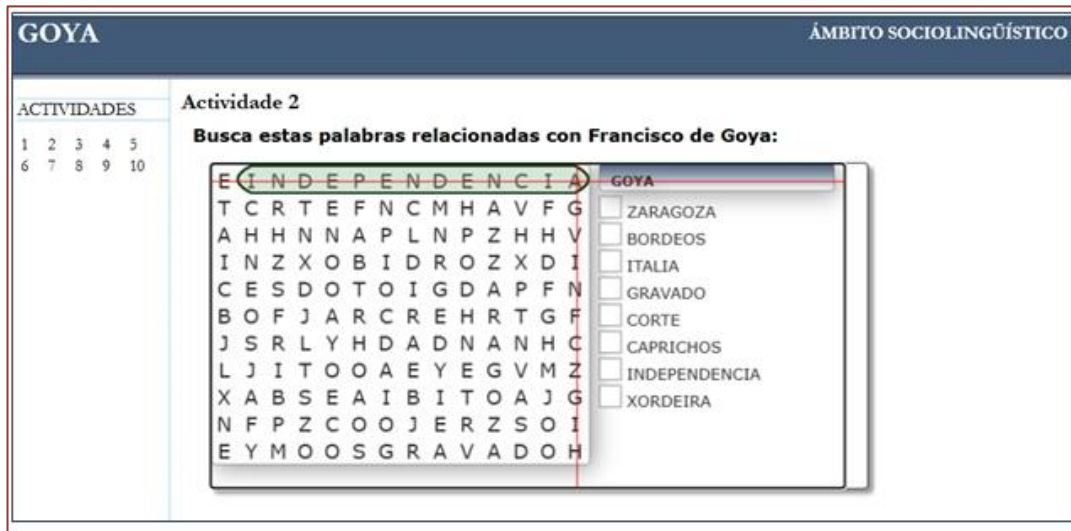 GOYA
ÁMBITO SOCIOLINGÜÍSTICO
ACTIVIDADES
1 2 3 4 5
6 7 8 9 10
Actividade 2
Busca estas palabras relacionadas con Francisco de Goya:
E I N D E P E N D E N C I A
T C R T E F N C M H A V F G
A H H N N A P L N P Z H H V
I N Z X O B I D R O Z X D I
C E S D O T O I G D A P F N
B O F J A R C R E H R T G F
J S R L Y H D A D N A N H C
L J I T O O A E Y E G V M Z
X A B S E A I B I T O A J G
N F P Z C O O J E R Z S O I
E Y M O O S G R A V A D O H
GOYA
ZARAGOZA
BORDEOS
ITALIA
GRAVADO
CORTE
CAPRICHOS
INDEPENDENCIA
XORDEIRA